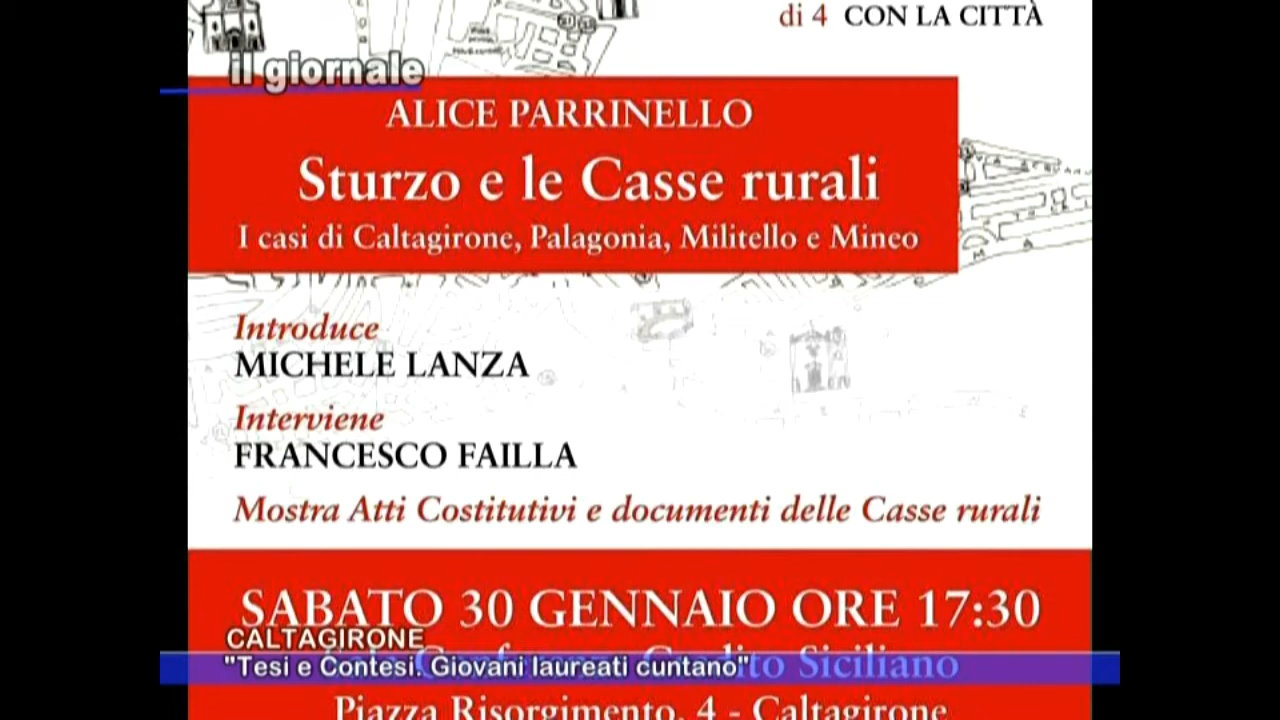 di 4 CON LA CITTÀ
il giornale
ALICE PARRINELLO
Sturzo e le Casse rurali
I casi di Caltagirone, Palagonia, Militello e Mineo
Introduce
MICHELE LANZA
Interviene
FRANCESCO FAILLA
Mostra Atti Costitutivi e documenti delle Casse rurali
SABATO 30 GENNAIO ORE 17:30
CALTAGIRONE
Siciliano
"Tesi e Contesi. Giovani laureati cuntano"
Piazza Risorgimento, 4 - Caltagirone